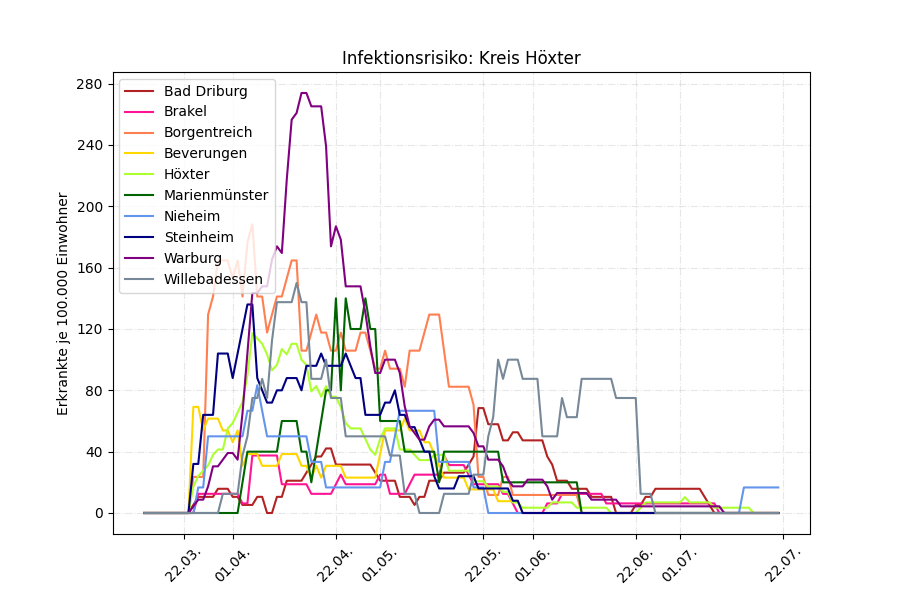 Infektionsrisiko: Kreis Höxter
Erkrankte je 100.000 Einwohner
280
240
200
160
120
80
40
0
Bad Driburg
Brakel
Borgentreich
Beverungen
Höxter
Marienmünster
Nieheim
Steinheim
Warburg
Willebadessen
22.03.
01.04.
22.04.
01.05.
22.05.
01.06.
22.06.
01.07.
22.07.